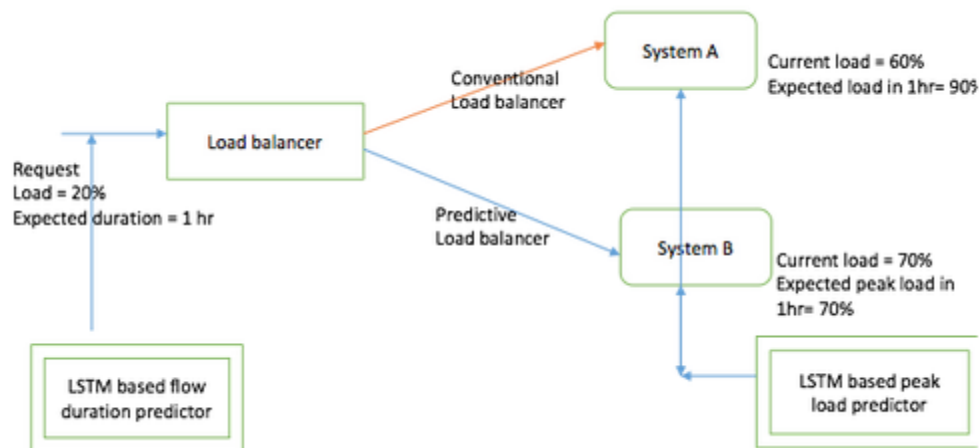 System A
Current load = 60%
Expected load in 1hr= 90%
Conventional
Load balancer
Load balancer
Request
Load = 20%
Expected duration = 1 hr
Predictive
Load balancer
System B
Current load = 70%
Expected peak load in
1hr= 70%
LSTM based flow
duration predictor
LSTM based peak
load predictor